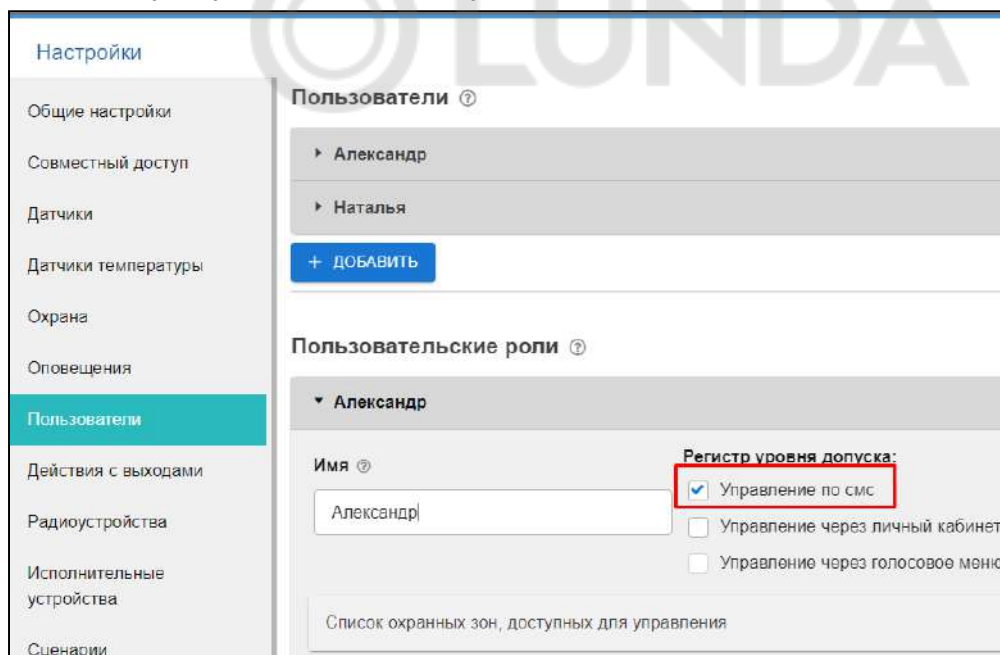 LUNDA
Настройки
Общие настройки
Совместный доступ
Датчики
Датчики температуры
Охрана
Оповещения
Пользователи
Действия с выходами
Радиоустройства
Исполнительные
устройства
Сценарии
Пользователи
Александр
Наталья
+ ДОБАВИТЬ
Пользовательские роли
Александр
Имя
Александр
Регистр уровня допуска:
Управление по смс
Управление через личный кабинет
Управление через голосовое меню
Список охранных зон, доступных для управления